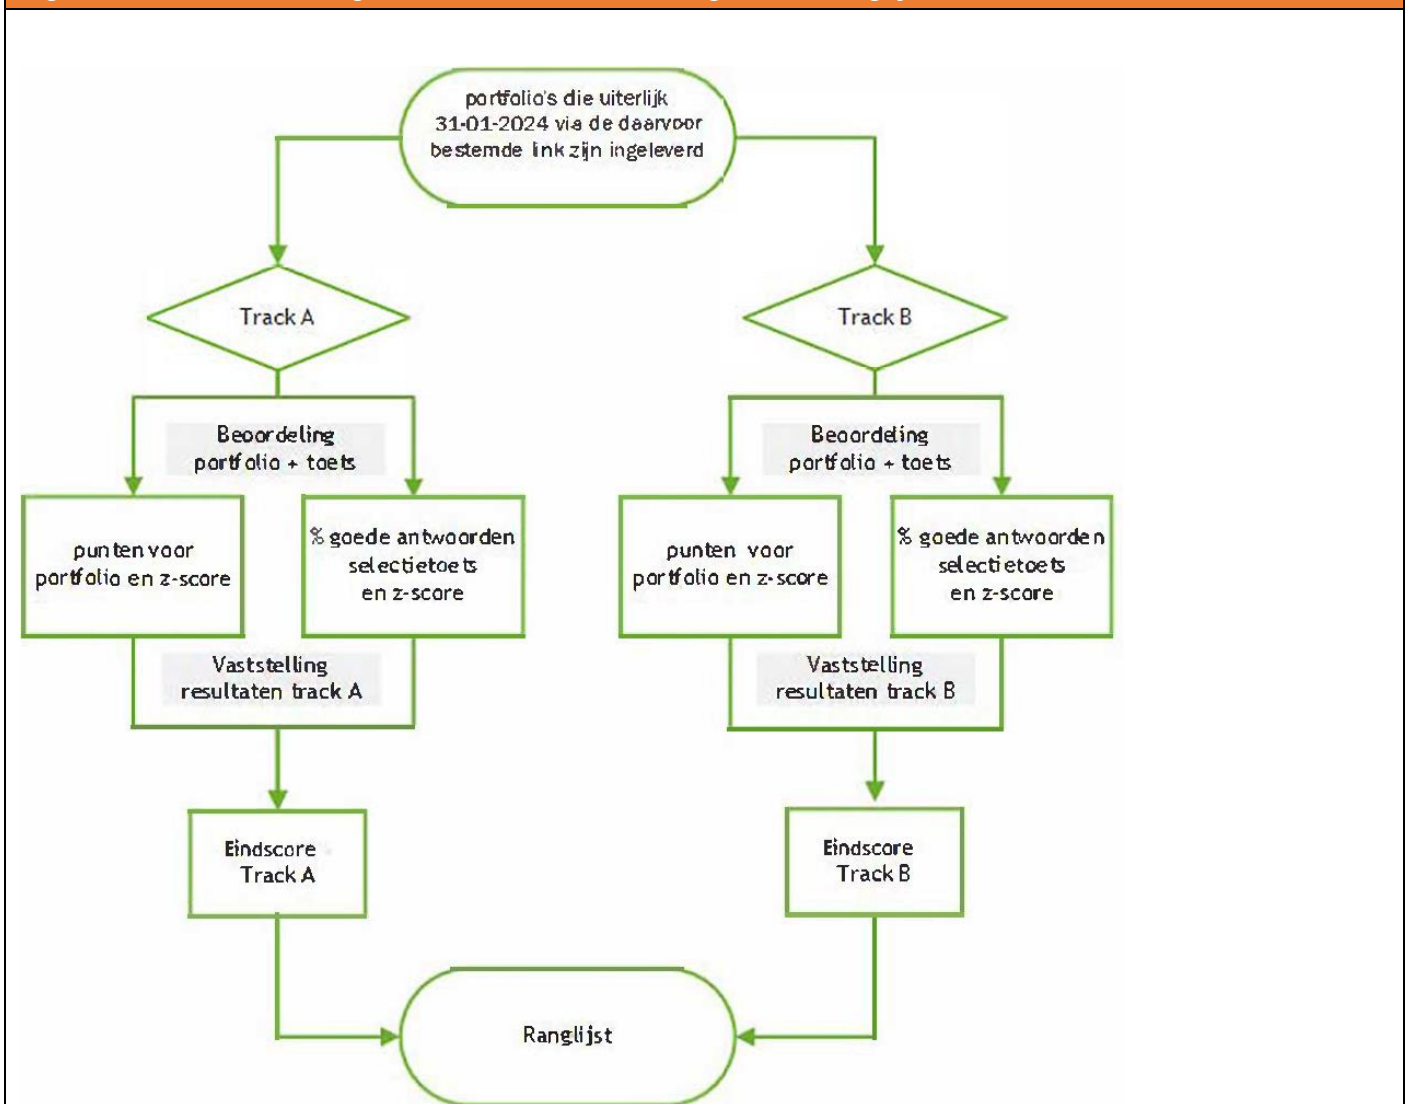 portfolio's die uiterlijk
31-01-2024 via de daarvoor
bestemde link zijn ingeleverd
Track A
Track B
Beoordeling
portfolio + toets
Beoordeling
portfolio + toets
punten voor
portfolio en z-score
% goede antwoorden
selectietoets
en z-score
punten voor
portfolio en z-score
% goede antwoorden
selectietoets
en z-score
Vaststelling
resultaten track A
Vaststelling
resultaten track B
Eindscore
Track A
Eindscore
Track B
Ranglijst